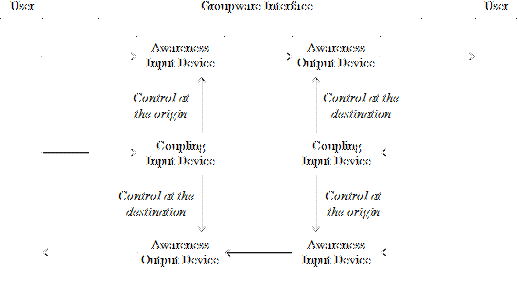 User Groupware Interface User
Awareness Awareness
Input Device Output Device
Control at Control at the
the origin destination
Coupling Coupling
Input Device Input Device
Control at the Control at
destination the origin
Awareness Awareness
Output Device Input Device